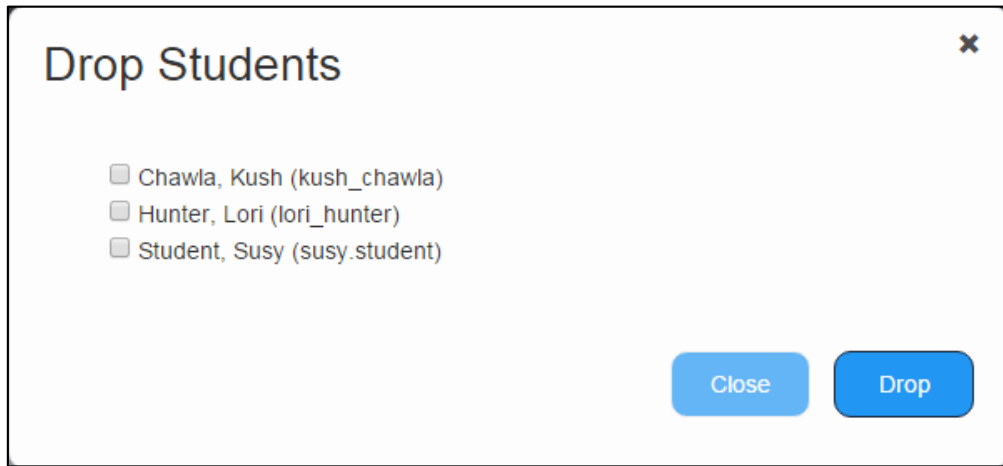 Drop Students
Chawla, Kush (kush_chawla)
Hunter, Lori (lori_hunter)
Student, Susy (susy.student)
Close Drop